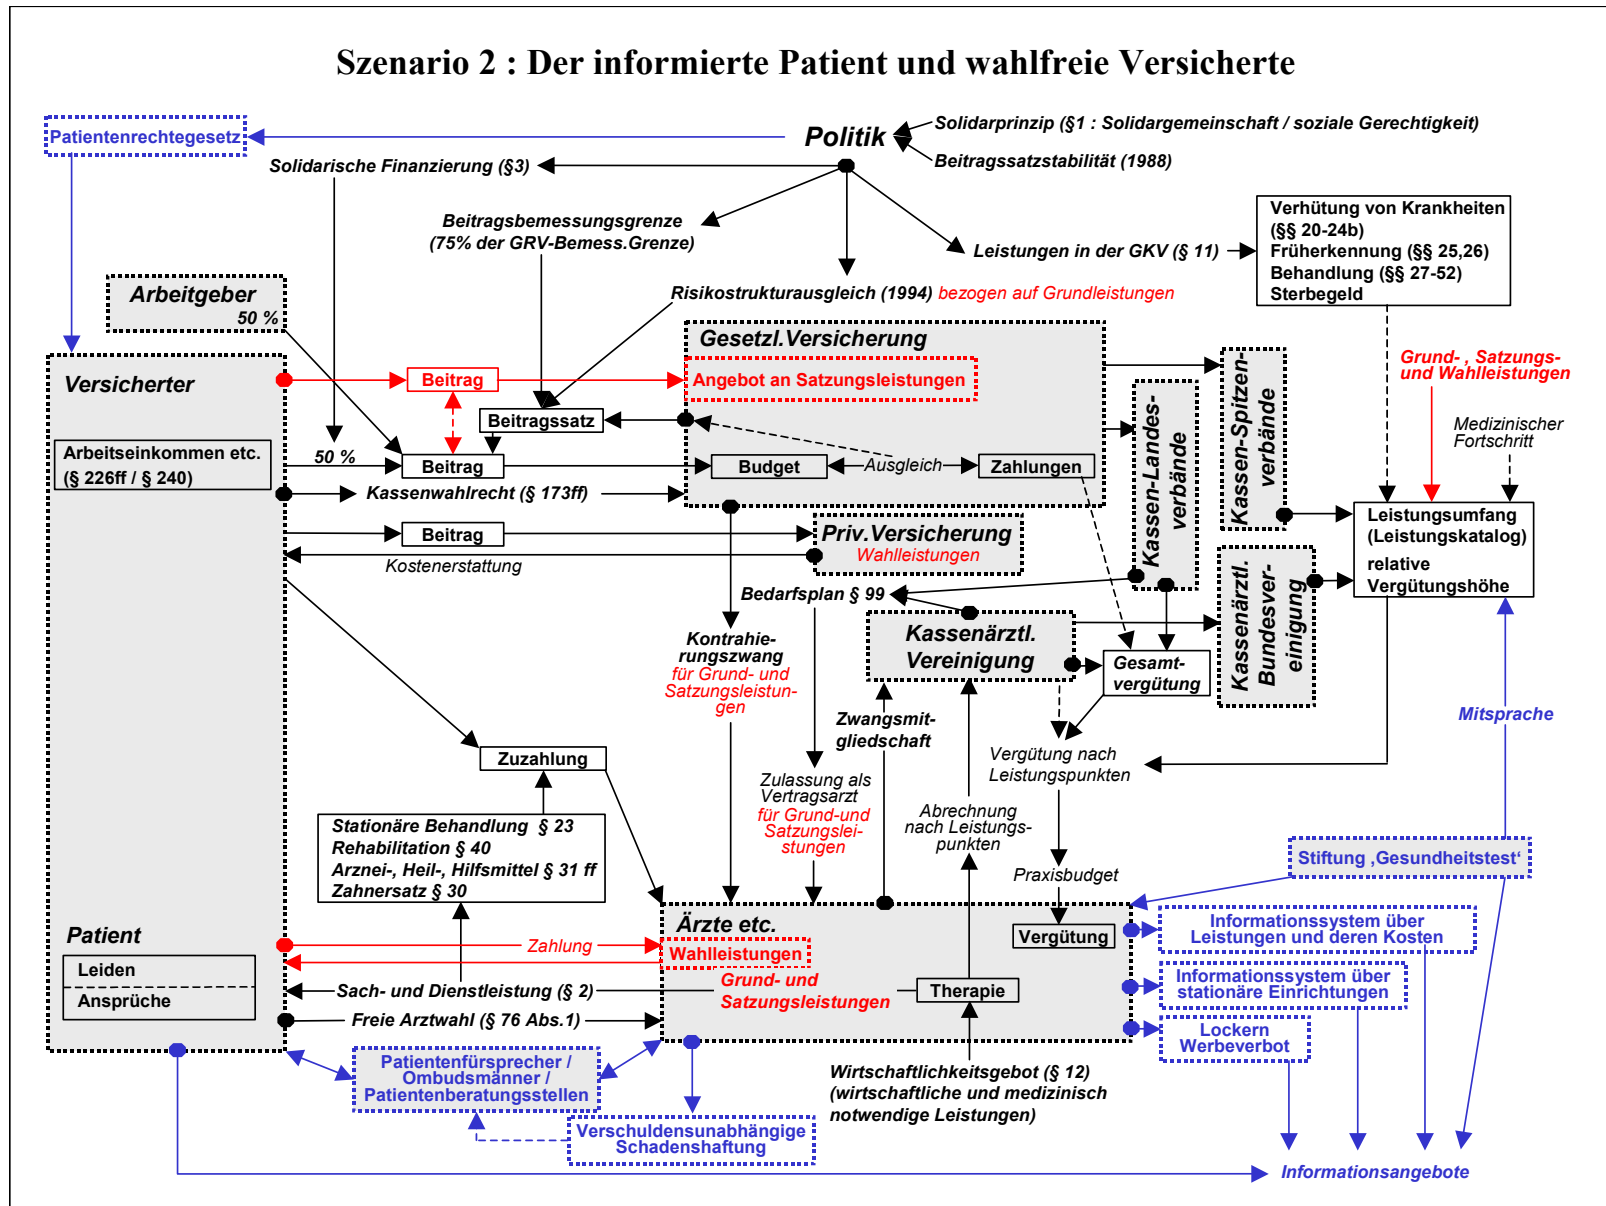 Szenario 2 : Der informierte Patient und wahlfreie Versicherte
Patientenrechtegesetz
Politik
Solidarprinzip (§1 : Solidargemeinschaft / soziale Gerechtigkeit)
Beitragssatzstabilität (1988)
Solidarische Finanzierung (§3)
Beitragsbemessungsgrenze
(75% der GRV-Bemess.Grenze)
Leistungen in der GKV (§ 11)
Verhütung von Krankheiten
(§§ 20-24b)
Früherkennung (§§ 25,26)
Behandlung (§§ 27-52)
Sterbegeld
Arbeitgeber
50 %
Risikostrukturausgleich (1994) bezogen auf Grundleistungen
Gesetzl.Versicherung
Versicherter
Beitrag
Angebot an Satzungsleistungen
Beitragssatz
Arbeitseinkommen etc.
(§ 226ff / § 240)
50 %
Beitrag
Budget
Ausgleich
Zahlungen
Kassenwahlrecht (§ 173ff)
Kassen-Landes-
verbände
Kassen-Spitzen-
verbände
Grund- , Satzungs-
und Wahlleistungen
Medizinischer
Fortschritt
Beitrag
Priv.Versicherung
Wahlleistungen
Kostenerstattung
Leistungsumfang
(Leistungskatalog)
relative
Vergütungshöhe
Bedarfsplan § 99
Kassenärztl.
Vereinigung
Kassenärztl.
Bundesver-
einigung
Kontrahie-
rungszwang
für Grund- und
Satzungsleistun-
gen
Gesamt-
vergütung
Zwangsmit-
gliedschaft
Mitsprache
Zuzahlung
Vergütung nach
Leistungspunkten
Zulassung als
Vertragsarzt
für Grund-und
Satzungslei-
stungen
Abrechnung
nach Leistungs-
punkten
Stationäre Behandlung § 23
Rehabilitation § 40
Arznei-, Heil-, Hilfsmittel § 31 ff
Zahnersatz § 30
Praxisbudget
Stiftung ‚Gesundheitstest‘
Patient
Ärzte etc.
Vergütung
Informationssystem über
Leistungen und deren Kosten
Zahlung
Wahlleistungen
Leiden
Ansprüche
Sach- und Dienstleistung (§ 2)
Grund- und
Satzungsleistungen
Therapie
Informationssystem über
stationäre Einrichtungen
Freie Arztwahl (§ 76 Abs.1)
Lockern
Werbeverbot
Patientenfürsprecher /
Ombudsmänner /
Patientenberatungsstellen
Wirtschaftlichkeitsgebot (§ 12)
(wirtschaftliche und medizinisch
notwendige Leistungen)
Verschuldensunabhängige
Schadenshaftung
Informationsangebote